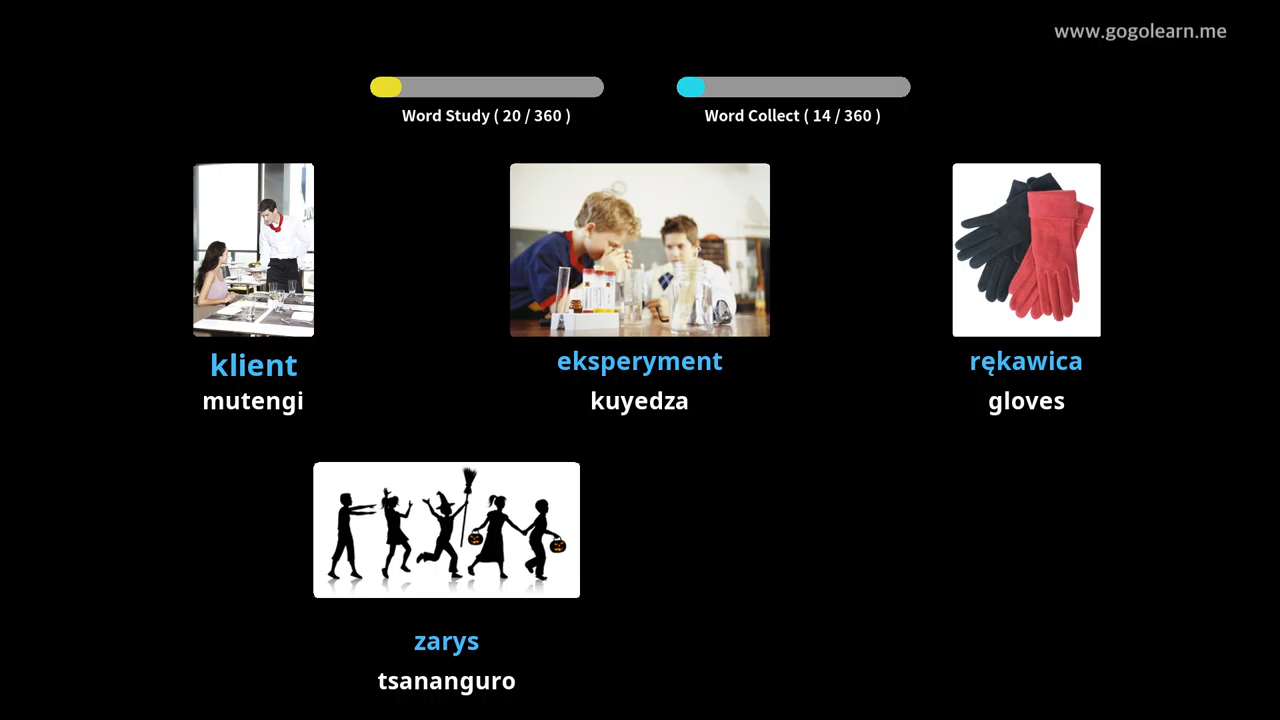 www.gogolearn.me
Word Study ( 20 / 360 )
Word Collect ( 14 / 360 )
klient
mutengi
eksperyment
kuyedza
rękawica
gloves
zarys
tsananguro